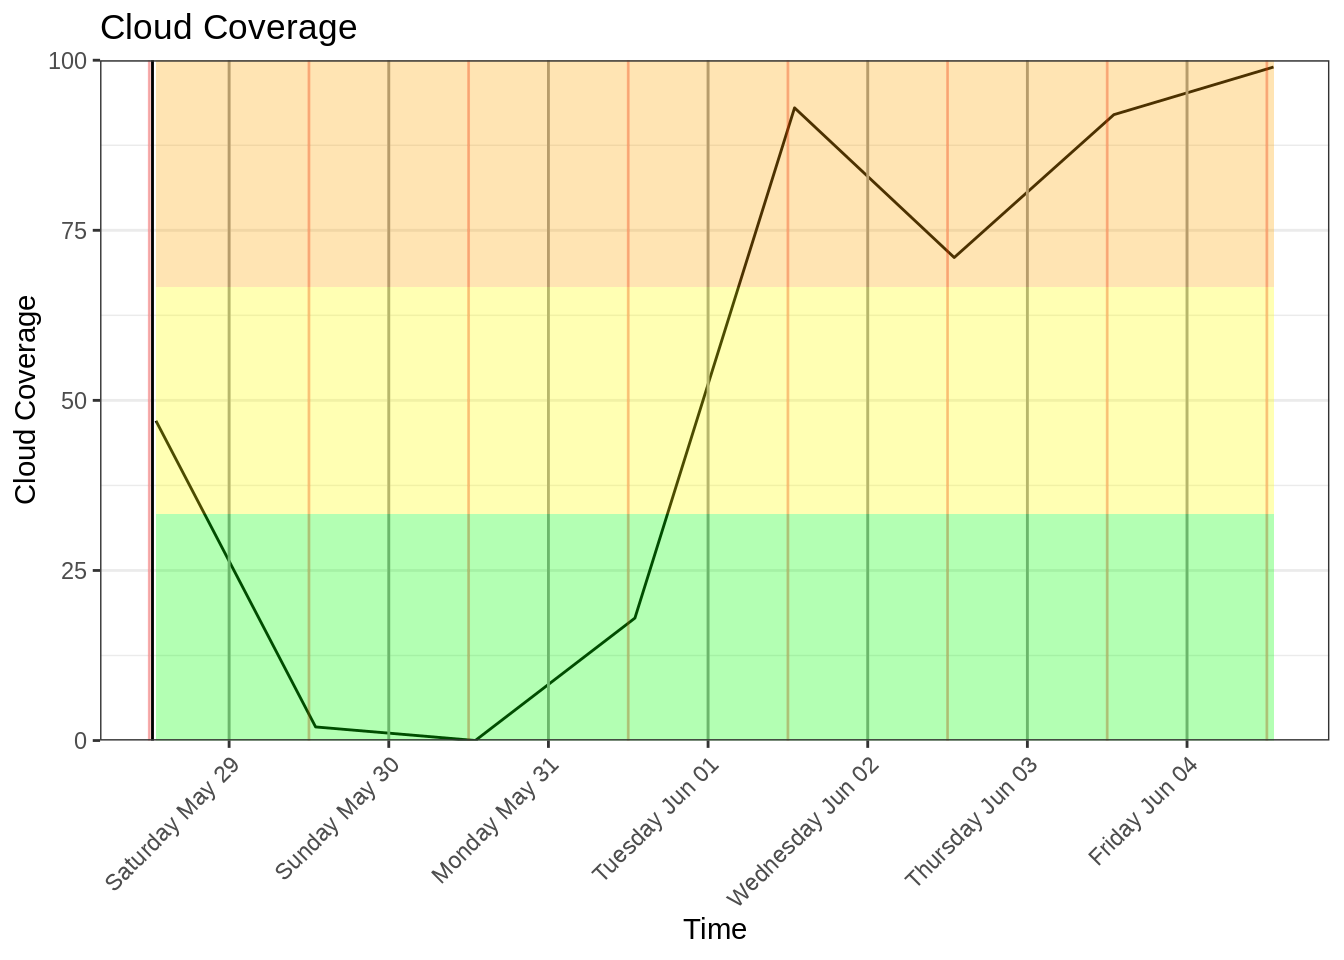 Cloud Coverage
100
75
50
25
0
Cloud Coverage
Saturday May 29
Sunday May 30
Monday May 31
Tuesday Jun 01
Wednesday Jun 02
Thursday Jun 03
Friday Jun 04
Time